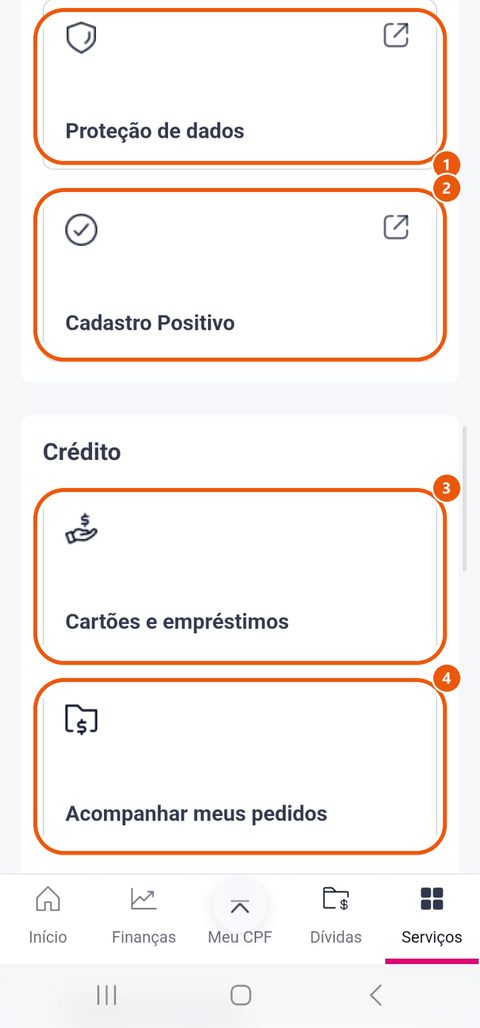 Proteção de dados
1
2
Cadastro Positivo
Crédito
3
$
Cartões e empréstimos
4
$
Acompanhar meus pedidos
$
Início
Finanças
Meu CPF
Dívidas
Serviços